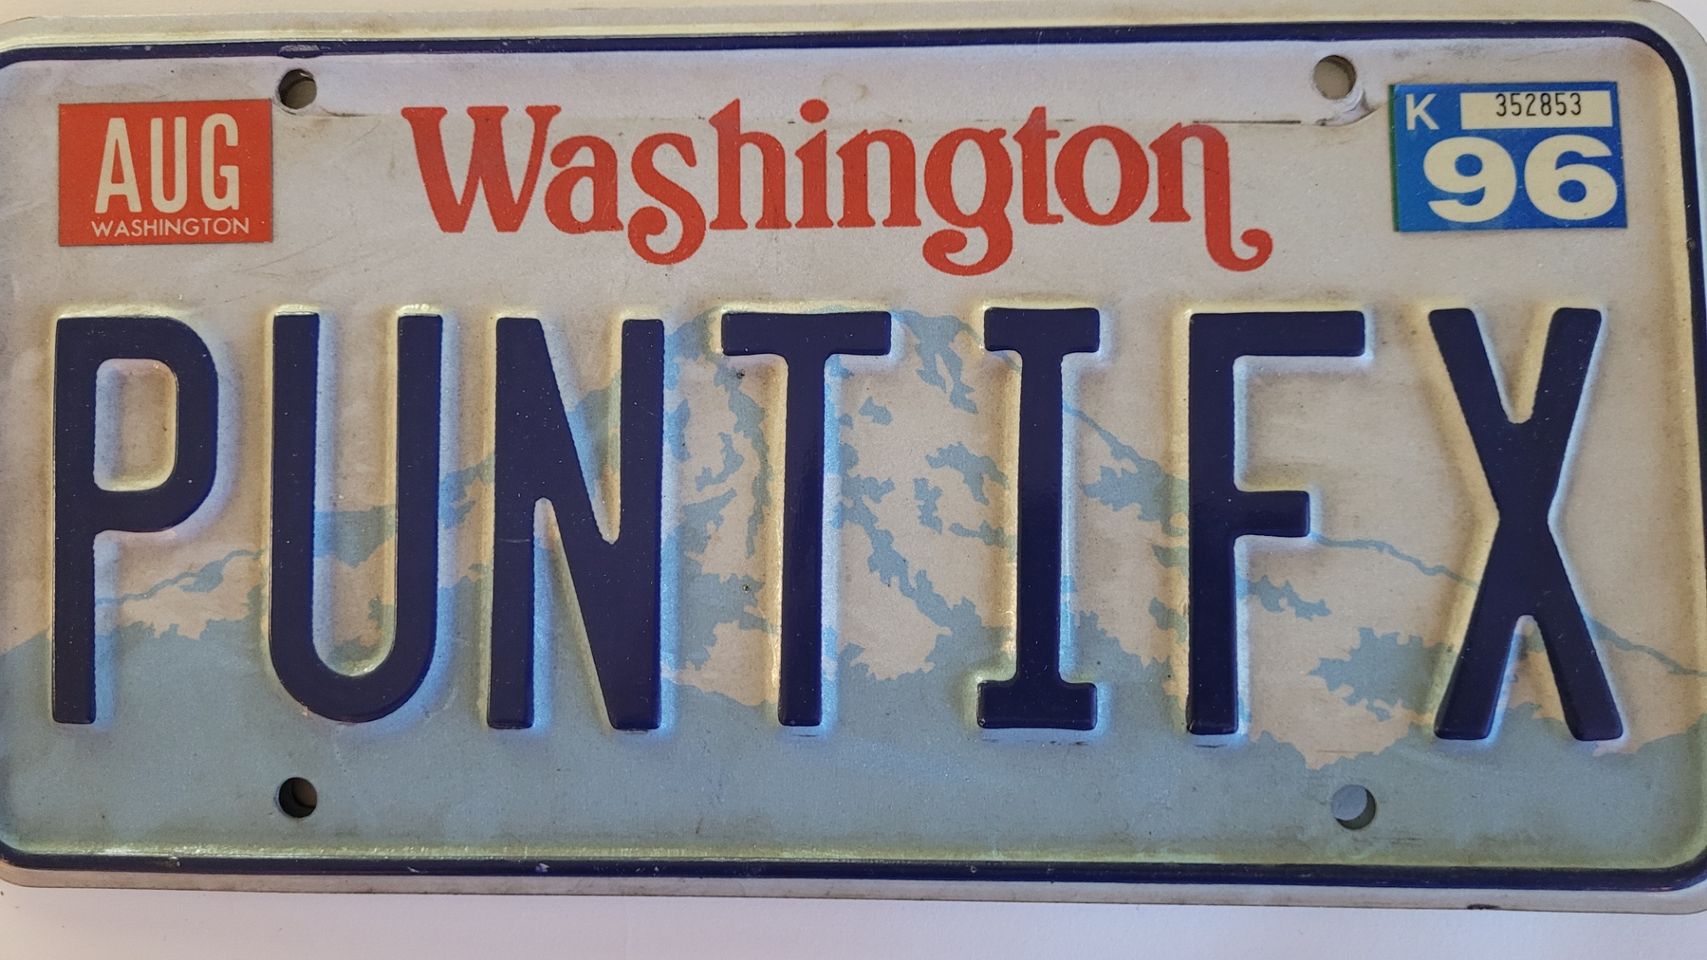 AUG
WASHINGTON
Washington
K 352853
96
PUNTIFX